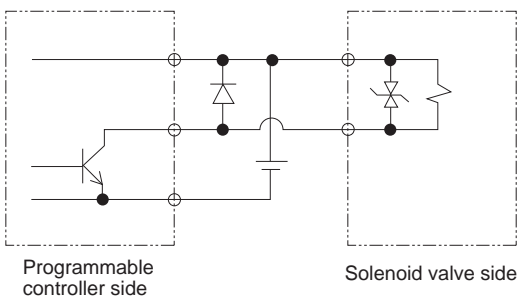 Programmable
controller side
Solenoid valve side